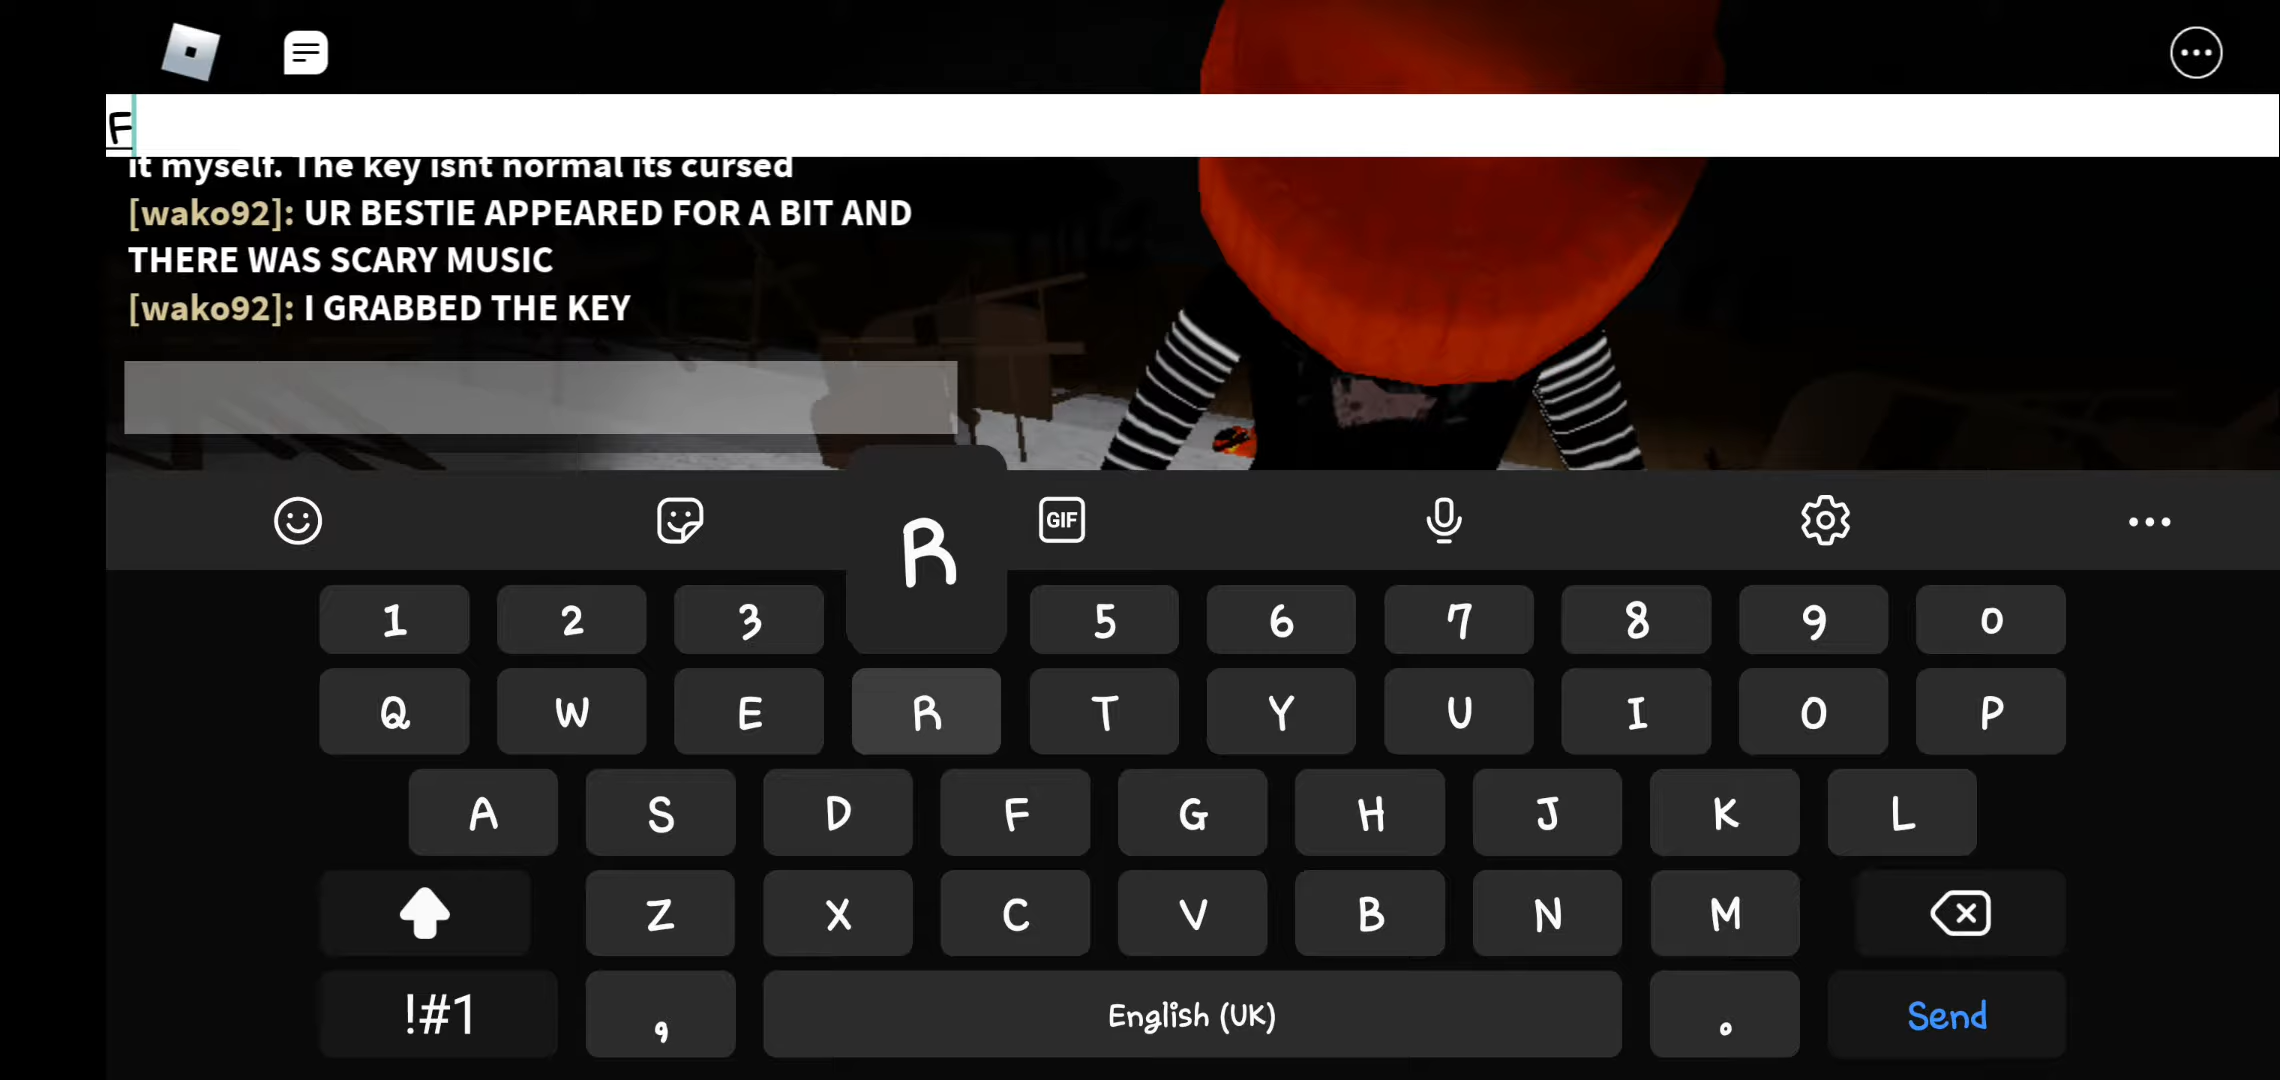 F
it myself. The key isnt normal its cursed
[wako92]: UR BESTIE APPEARED FOR A BIT AND
THERE WAS SCARY MUSIC
[wako92]: I GRABBED THE KEY
GIF
R
1 2 3 5 6 7 8 9 0
Q W E R T Y U I O P
A S D F G H J K L
Z X C V B N M
!#1 , English (UK) . Send